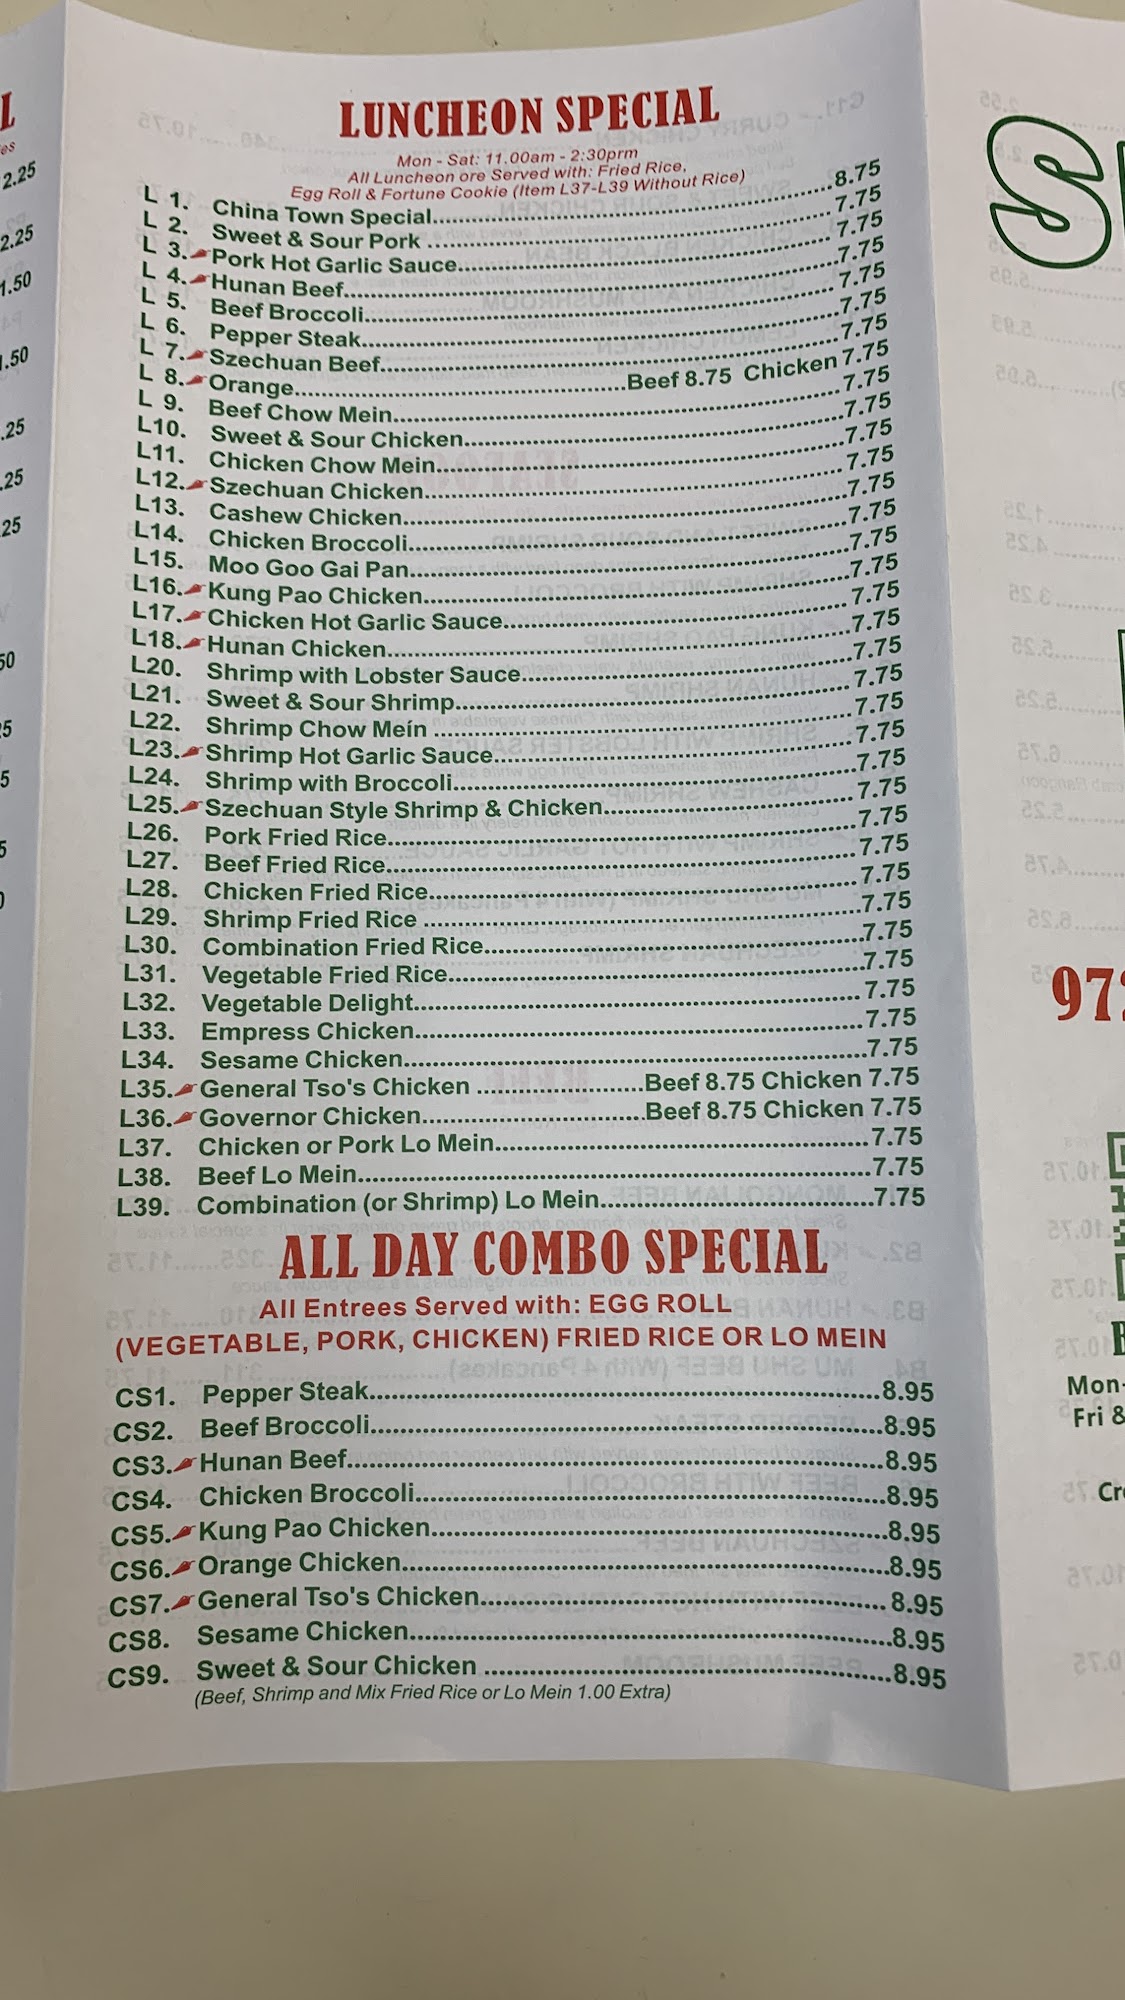 LUNCHEON SPECIAL
Mon - Sat: 11.00am - 2:30prm
All Luncheon ore Served with: Fried Rice,
Egg Roll & Fortune Cookie (Item L37-L39 Without Rice)
L 1. China Town Special 8.75
L 2. Sweet & Sour Pork 7.75
L 3. Pork Hot Garlic Sauce 7.75
L 4. Hunan Beef 7.75
L 5. Beef Broccoli 7.75
L 6. Pepper Steak 7.75
L 7. Szechuan Beef 7.75
L 8. Orange Beef 8.75 Chicken 7.75
L 9. Beef Chow Mein 7.75
L10. Sweet & Sour Chicken 7.75
L11. Chicken Chow Mein 7.75
L12. Szechuan Chicken 7.75
L13. Cashew Chicken 7.75
L14. Chicken Broccoli 7.75
L15. Moo Goo Gai Pan 7.75
L16. Kung Pao Chicken 7.75
L17. Chicken Hot Garlic Sauce 7.75
L18. Hunan Chicken 7.75
L20. Shrimp with Lobster Sauce 7.75
L21. Sweet & Sour Shrimp 7.75
L22. Shrimp Chow Mein 7.75
L23. Shrimp Hot Garlic Sauce 7.75
L24. Shrimp with Broccoli 7.75
L25. Szechuan Style Shrimp & Chicken 7.75
L26. Pork Fried Rice 7.75
L27. Beef Fried Rice 7.75
L28. Chicken Fried Rice 7.75
L29. Shrimp Fried Rice 7.75
L30. Combination Fried Rice 7.75
L31. Vegetable Fried Rice 7.75
L32. Vegetable Delight 7.75
L33. Empress Chicken 7.75
L34. Sesame Chicken 7.75
L35. General Tso's Chicken Beef 8.75 Chicken 7.75
L36. Governor Chicken Beef 8.75 Chicken 7.75
L37. Chicken or Pork Lo Mein 7.75
L38. Beef Lo Mein 7.75
L39. Combination (or Shrimp) Lo Mein 7.75
ALL DAY COMBO SPECIAL
All Entrees Served with: EGG ROLL
(VEGETABLE, PORK, CHICKEN) FRIED RICE OR LO MEIN
CS1. Pepper Steak 8.95
CS2. Beef Broccoli 8.95
CS3. Hunan Beef 8.95
CS4. Chicken Broccoli 8.95
CS5. Kung Pao Chicken 8.95
CS6. Orange Chicken 8.95
CS7. General Tso's Chicken 8.95
CS8. Sesame Chicken 8.95
CS9. Sweet & Sour Chicken 8.95
(Beef, Shrimp and Mix Fried Rice or Lo Mein 1.00 Extra)
2.25
2.25
1.50
.50
.25
.25
25
50
97
Mon-
Fri &
Cr